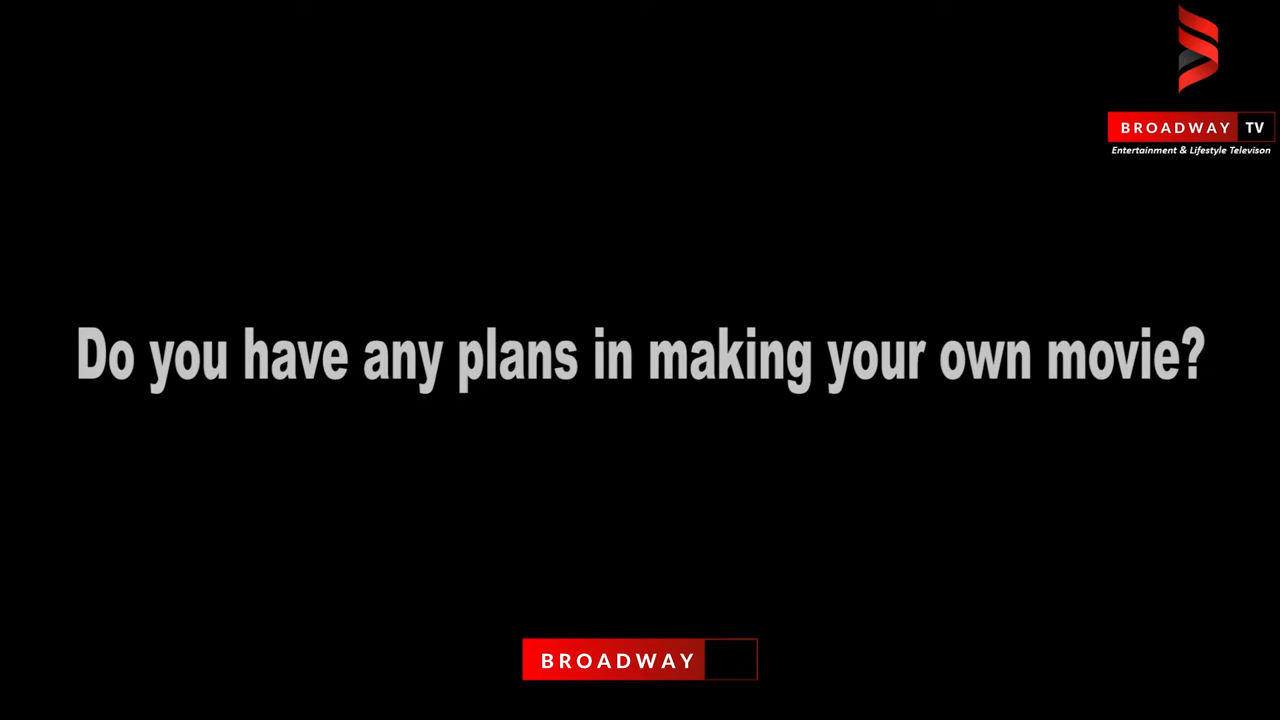 BROADWAY TV
Entertainment & Lifestyle Televison
Do you have any plans in making your own movie?
BROADWAY